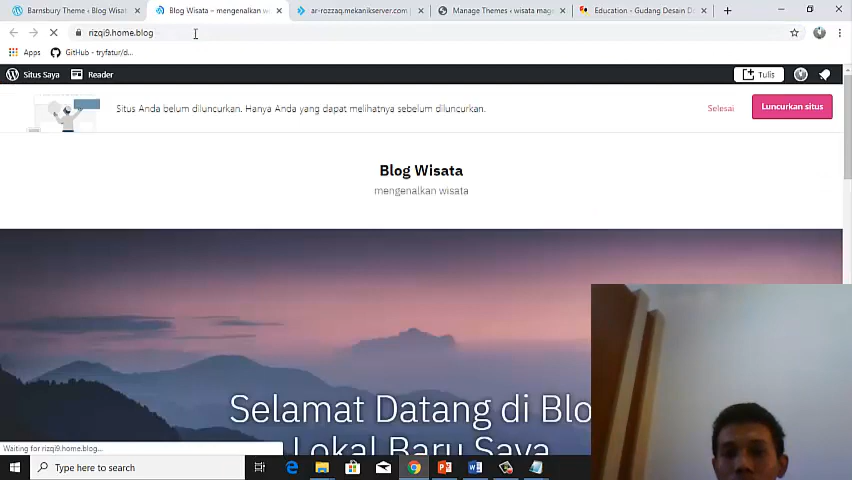 Barnsbury Theme ‹ Blog Wisat
Blog Wisata – mengenalkan w
ar-rozzaq.mekanikserver.com
Manage Themes ‹ wisata mage
Education - Gudang Desain De
rizqi9.home.blog
Apps
GitHub - tryfatur/d...
Situs Saya
Reader
Tulis
Situs Anda belum diluncurkan. Hanya Anda yang dapat melihatnya sebelum diluncurkan.
Selesai
Luncurkan situs
Blog Wisata
mengenalkan wisata
Selamat Datang di Blo
Lokal Baru Saya
Waiting for rizqi9.home.blog...
Type here to search